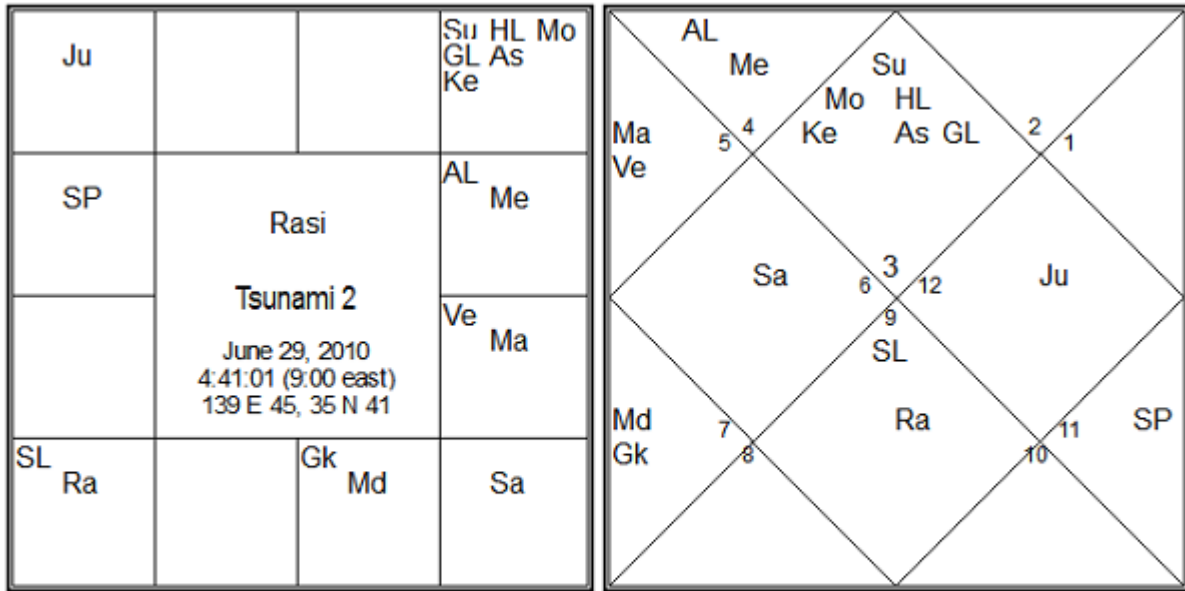 Ju
Su HL Mo
GL As
Ke
SP
AL
Me
Rasi
Tsunami 2
June 29, 2010
4:41:01 (9:00 east)
139 E 45, 35 N 41
Ve
Ma
SL
Ra
Gk
Md
Sa
AL
Me
Su
Mo HL
Ke As GL
Ma
Ve
5 4
2 1
Sa
6 3 12
Ju
9
SL
Md
Gk
7
8
Ra
11
10
SP